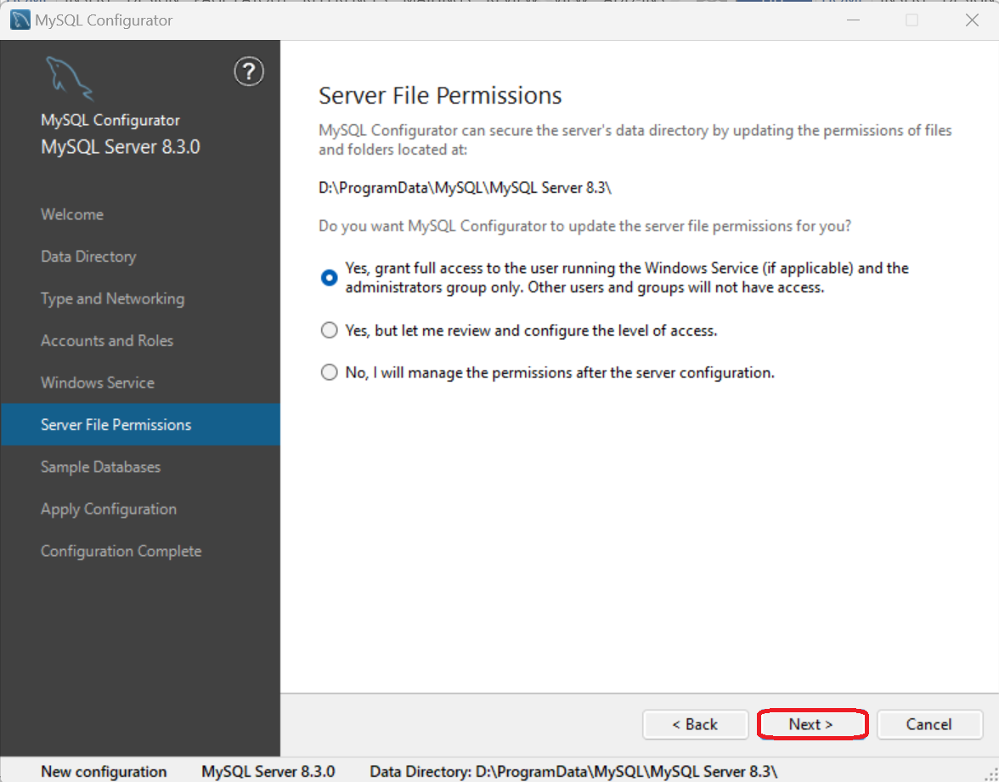 MySQL Configurator
?
MySQL Configurator
MySQL Server 8.3.0
Welcome
Data Directory
Type and Networking
Accounts and Roles
Windows Service
Server File Permissions
Sample Databases
Apply Configuration
Configuration Complete
Server File Permissions
MySQL Configurator can secure the server's data directory by updating the permissions of files
and folders located at:
D:\ProgramData\MySQL\MySQL Server 8.3\
Do you want MySQL Configurator to update the server file permissions for you?
Yes, grant full access to the user running the Windows Service (if applicable) and the
administrators group only. Other users and groups will not have access.
Yes, but let me review and configure the level of access.
No, I will manage the permissions after the server configuration.
< Back
Next >
Cancel
New configuration MySQL Server 8.3.0 Data Directory: D:\ProgramData\MySQL\MySQL Server 8.3\